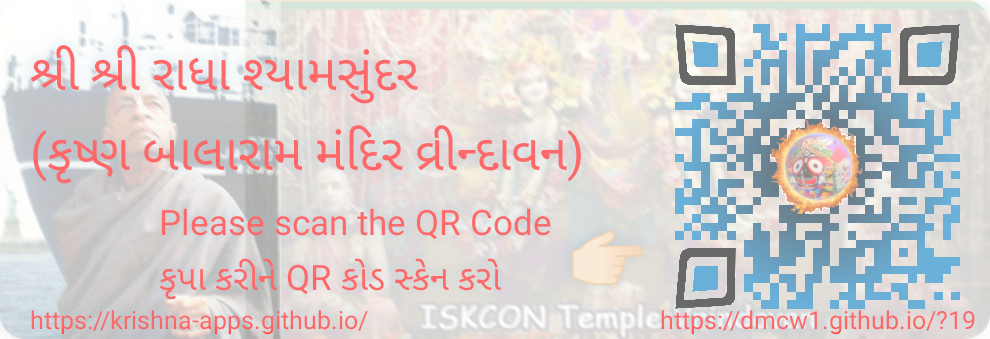 શ્રી શ્રી રાધા શ્યામસુંદર
(કૃષ્ણ બાલારામ મંદિર વ્રીન્દાવન)
Please scan the QR Code
કૃપા કરીને QR કોડ સ્કેન કરો
https://krishna-apps.github.io/
ISKCON Temple
https://dmcw1.github.io/?19